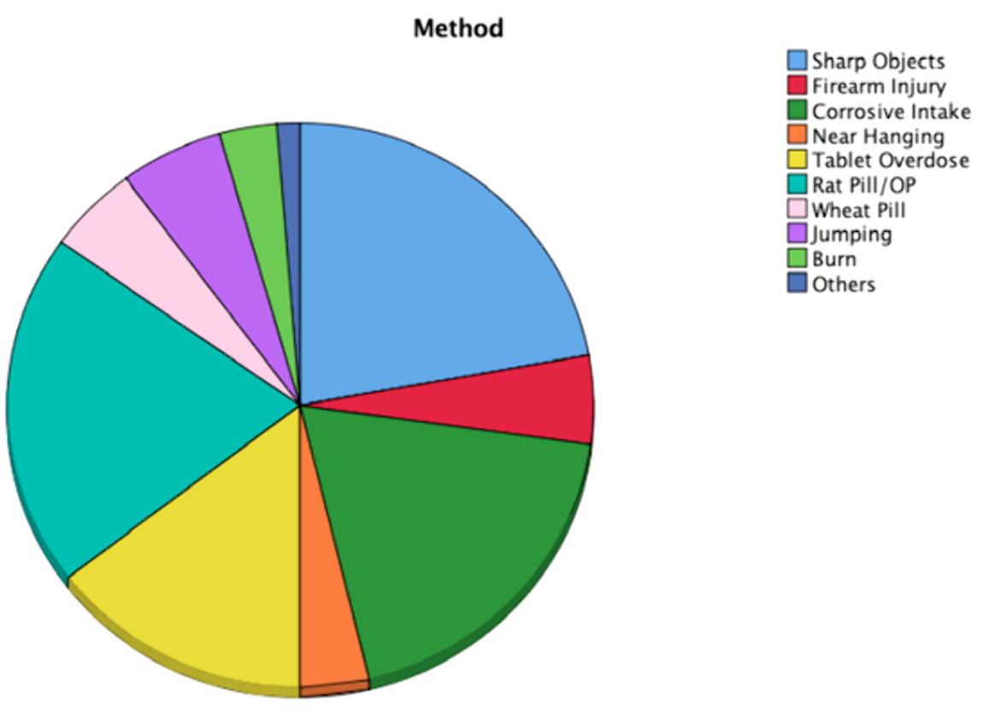 Method
Sharp Objects
Firearm Injury
Corrosive Intake
Near Hanging
Tablet Overdose
Rat Pill/OP
Wheat Pill
Jumping
Burn
Others